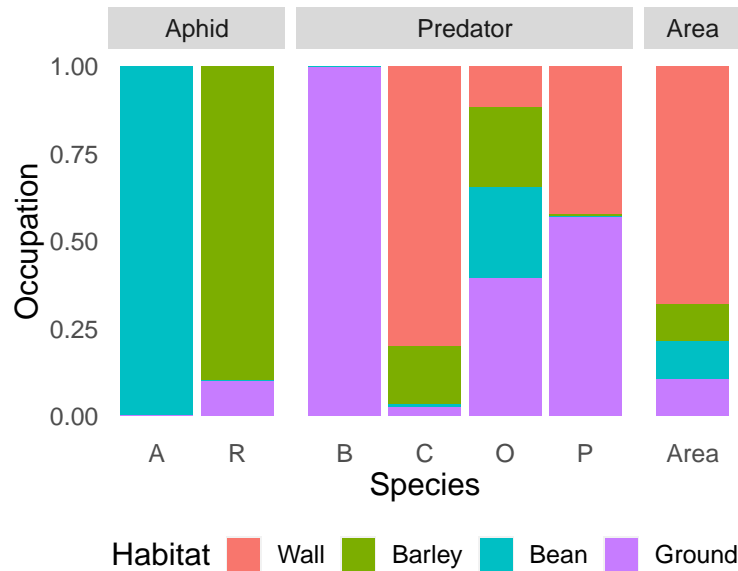 Aphid Predator Area
1.00
0.75
0.50
0.25
0.00
Occupation
A R B C O P Area
Species
Habitat Wall Barley Bean Ground